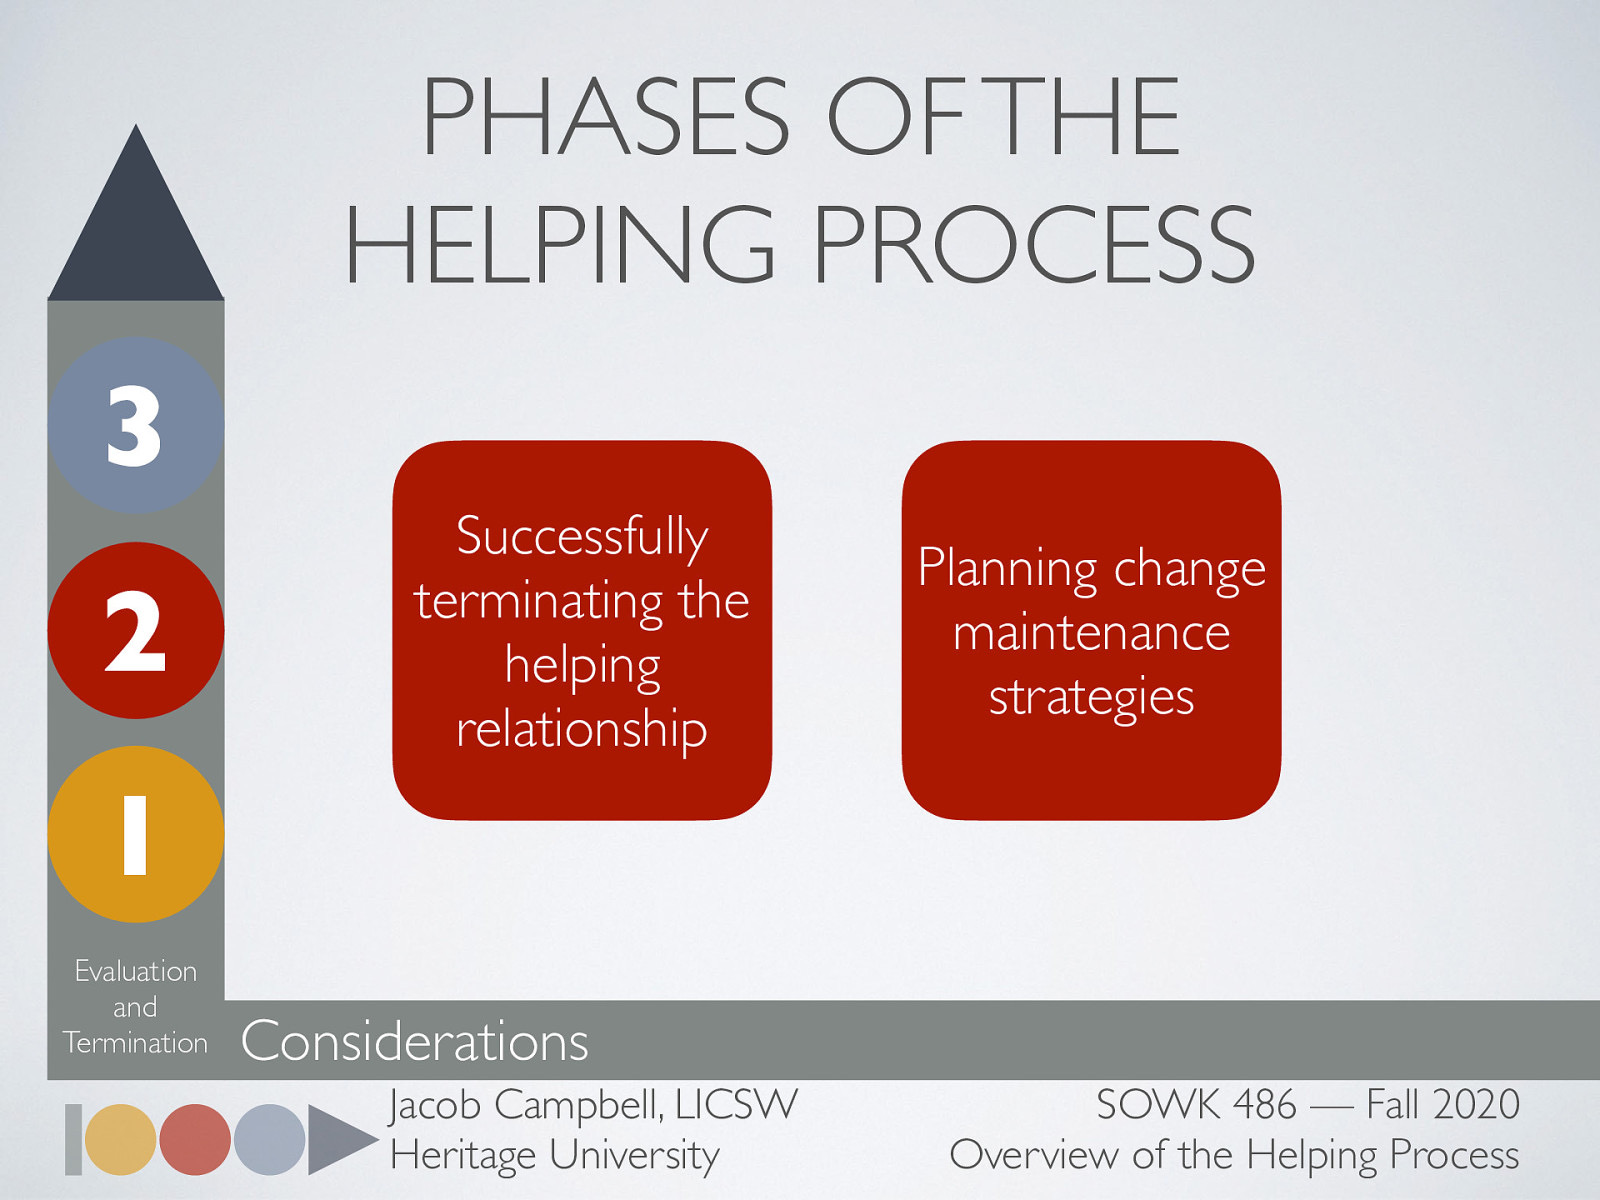 PHASES OF THE
HELPING PROCESS
3
2
1
Evaluation
and
Termination
Successfully
terminating the
helping
relationship
Planning change
maintenance
strategies
Considerations
Jacob Campbell, LICSW
Heritage University
SOWK 486 — Fall 2020
Overview of the Helping Process